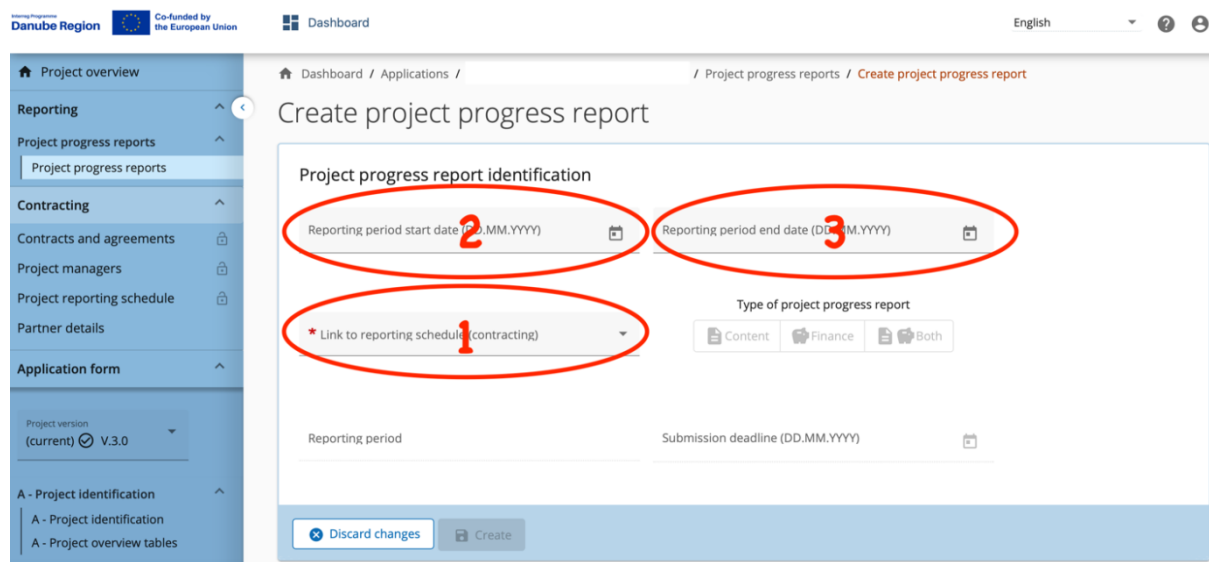 Interreg Programme
Danube Region
Co-funded by
the European Union
Dashboard
English
Project overview
Reporting
Project progress reports
Project progress reports
Contracting
Contracts and agreements
Project managers
Project reporting schedule
Partner details
Application form
Project version
(current) V.3.0
A - Project identification
A - Project identification
A - Project overview tables
Dashboard / Applications / / Project progress reports / Create project progress report
Create project progress report
Project progress report identification
Reporting period start date (DD.MM.YYYY)
2
Reporting period end date (DD.MM.YYYY)
3
* Link to reporting schedule (contracting)
1
Type of project progress report
Content Finance Both
Reporting period
Submission deadline (DD.MM.YYYY)
Discard changes
Create